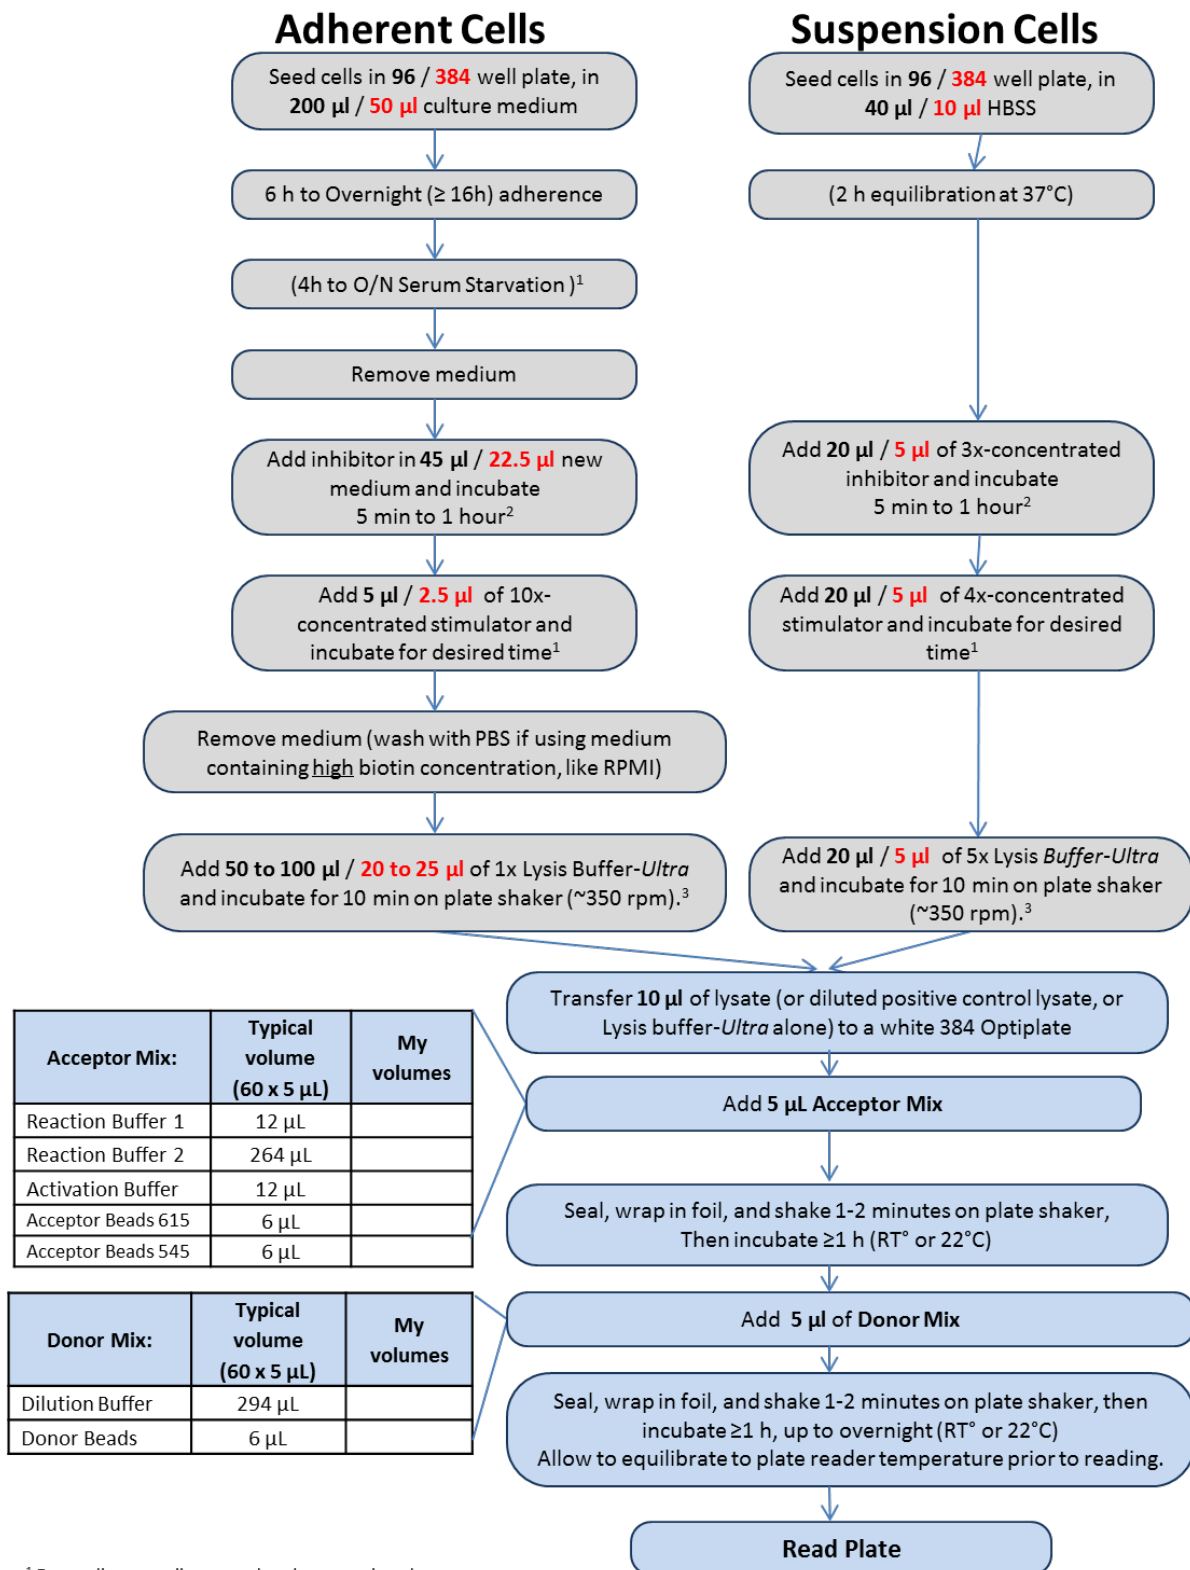 Adherent Cells
Seed cells in 96 / 384 well plate, in
200 µl / 50 µl culture medium
6 h to Overnight (≥ 16h) adherence
(4h to O/N Serum Starvation )1
Remove medium
Add inhibitor in 45 µl / 22.5 µl new
medium and incubate
5 min to 1 hour2
Add 5 µl / 2.5 µl of 10x-
concentrated stimulator and
incubate for desired time1
Remove medium (wash with PBS if using medium
containing high biotin concentration, like RPMI)
Add 50 to 100 µl / 20 to 25 µl of 1x Lysis Buffer-Ultra
and incubate for 10 min on plate shaker (~350 rpm).3
Suspension Cells
Seed cells in 96 / 384 well plate, in
40 µl / 10 µl HBSS
(2 h equilibration at 37°C)
Add 20 µl / 5 µl of 3x-concentrated
inhibitor and incubate
5 min to 1 hour2
Add 20 µl / 5 µl of 4x-concentrated
stimulator and incubate for desired
time1
Add 20 µl / 5 µl of 5x Lysis Buffer-Ultra
and incubate for 10 min on plate shaker
(~350 rpm).3
Transfer 10 µl of lysate (or diluted positive control lysate, or
Lysis buffer-Ultra alone) to a white 384 Optiplate
Add 5 µL Acceptor Mix
Acceptor Mix:
Typical
volume
(60 x 5 µL)
My
volumes
Reaction Buffer 1
12 µL
Reaction Buffer 2
264 µL
Activation Buffer
12 µL
Acceptor Beads 615
6 µL
Acceptor Beads 545
6 µL
Seal, wrap in foil, and shake 1-2 minutes on plate shaker,
Then incubate ≥1 h (RT° or 22°C)
Add 5 µl of Donor Mix
Donor Mix:
Typical
volume
(60 x 5 µL)
My
volumes
Dilution Buffer
294 µL
Donor Beads
6 µL
Seal, wrap in foil, and shake 1-2 minutes on plate shaker, then
incubate ≥1 h, up to overnight (RT° or 22°C)
Allow to equilibrate to plate reader temperature prior to reading.
Read Plate